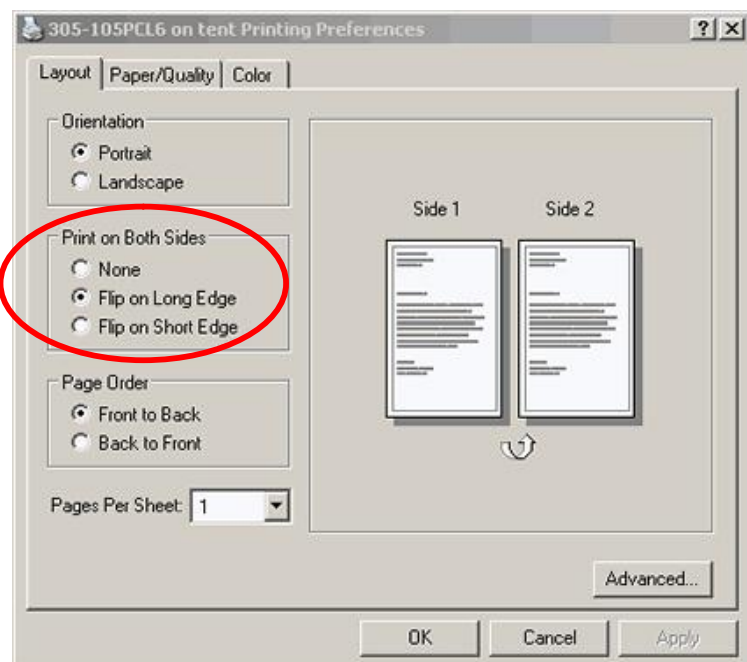 305-105PCL6 on tent Printing Preferences
Layout
Paper/Quality
Color
Orientation
Portrait
Landscape
Print on Both Sides
None
Flip on Long Edge
Flip on Short Edge
Page Order
Front to Back
Back to Front
Pages Per Sheet: 1
Side 1
Side 2
Advanced...
OK
Cancel
Apply